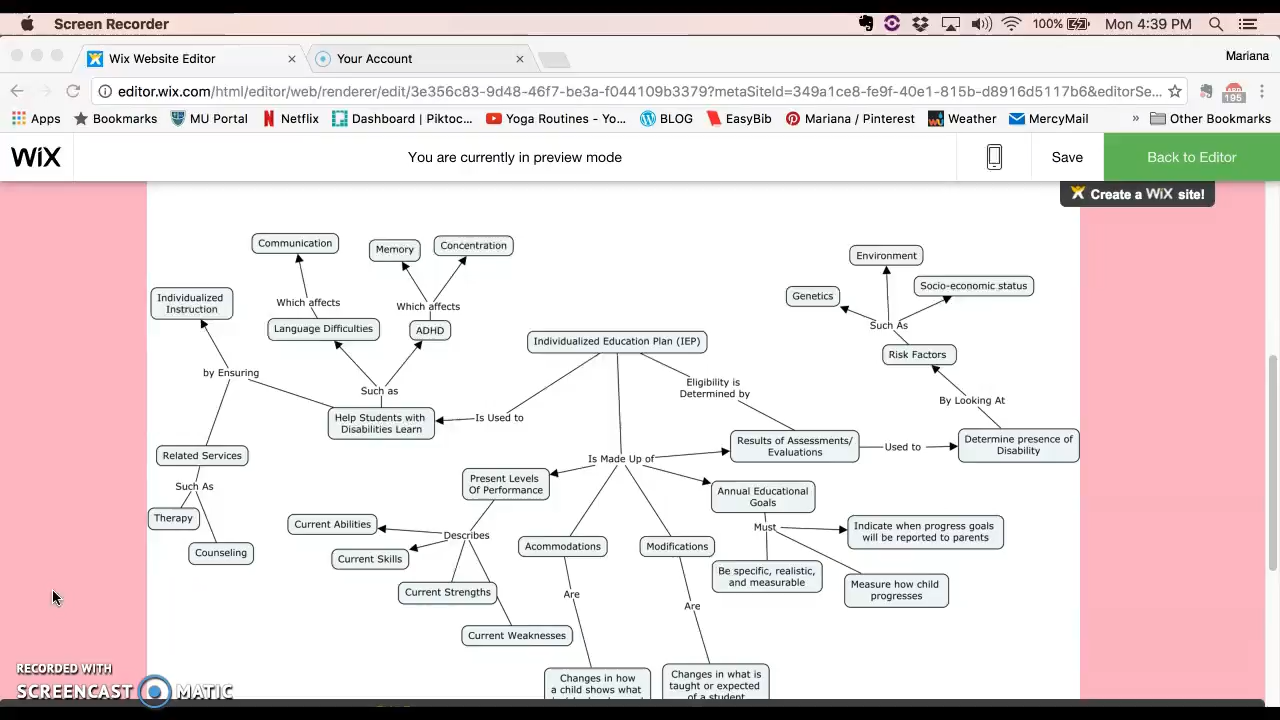 Screen Recorder
100%
Mon 4:39 PM
Wix Website Editor
Your Account
Mariana
editor.wix.com/html/editor/web/renderer/edit/3e356c83-9d48-46f7-be3a-f044109b3379?metaSiteId=349a1ce8-fe9f-40e1-815b-d8916d5117b6&editorSe...
195
Apps
Bookmarks
MU Portal
Netflix
Dashboard | Piktoc...
Yoga Routines - Yo...
BLOG
EasyBib
Mariana / Pinterest
Weather
MercyMail
»
Other Bookmarks
WiX
You are currently in preview mode
Save
Back to Editor
Create a WiX site!
Communication
Memory
Concentration
Environment
Socio-economic status
Genetics
Individualized
Instruction
Which affects
Which affects
Language Difficulties
ADHD
Such As
Individualized Education Plan (IEP)
Risk Factors
by Ensuring
Eligibility is
Determined by
Such as
By Looking At
Help Students with
Disabilities Learn
Is Used to
Results of Assessments/
Evaluations
Used to
Determine presence of
Disability
Related Services
Is Made Up of
Present Levels
Of Performance
Such As
Annual Educational
Goals
Therapy
Current Abilities
Must
Indicate when progress goals
will be reported to parents
Describes
Counseling
Current Skills
Acommodations
Modifications
Be specific, realistic,
and measurable
Measure how child
progresses
Current Strengths
Are
Are
Current Weaknesses
Changes in how
a child shows what
Changes in what is
taught or expected
of a student
RECORDED WITH
SCREENCAST MATIC